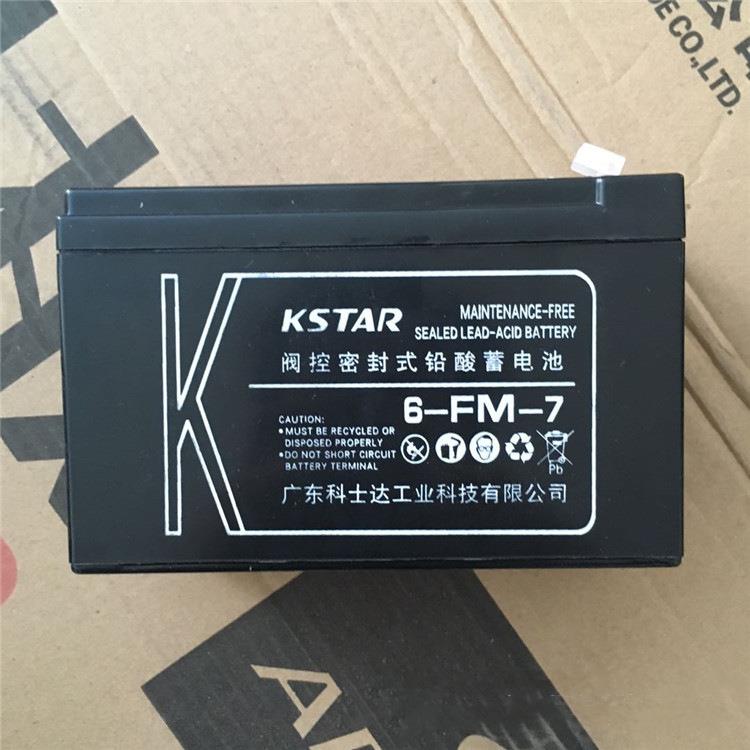 KSTAR
MAINTENANCE-FREE
SEALED LEAD-ACID BATTERY
阀控密封式铅酸蓄电池
6-FM-7
CAUTION:
•MUST BE RECYCLED OR
DISPOSED PROPERLY
•DO NOT SHORT CIRCUIT
BATTERY TERMINAL
Pb
广东科士达工业科技有限公司
CO.,LTD.